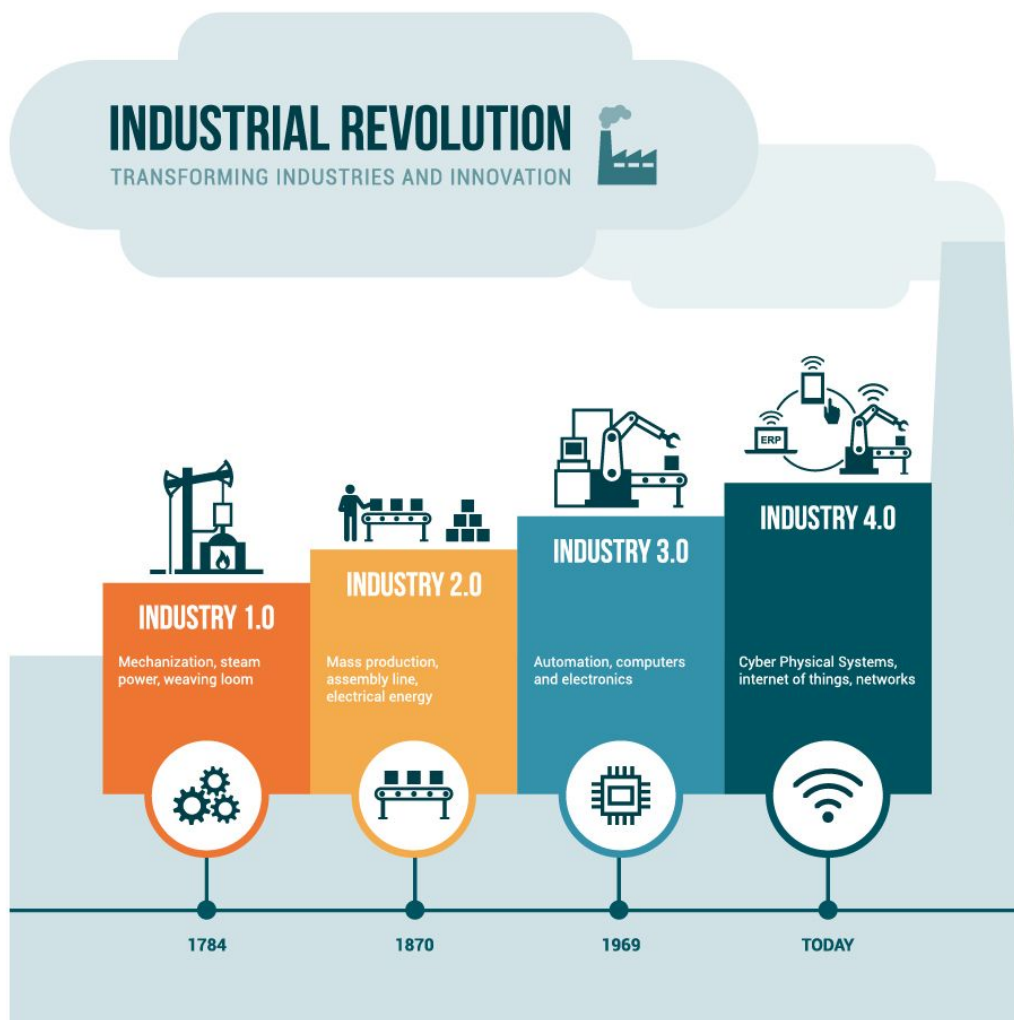 INDUSTRIAL REVOLUTION
TRANSFORMING INDUSTRIES AND INNOVATION
ERP
INDUSTRY 1.0
Mechanization, steam
power, weaving loom
INDUSTRY 2.0
Mass production,
assembly line,
electrical energy
INDUSTRY 3.0
Automation, computers
and electronics
INDUSTRY 4.0
Cyber Physical Systems,
internet of things, networks
1784
1870
1969
TODAY